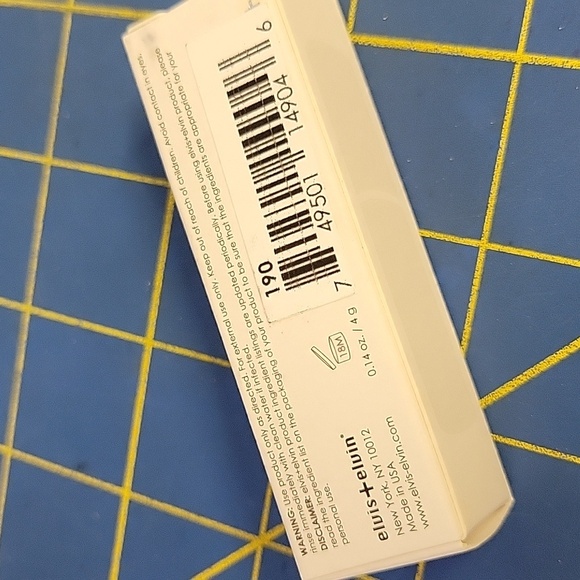 WARNING: Use product only as directed. For external use only. Keep out of reach of children. Avoid contact in eyes,
rinse immediately with clean water if it
DISCLAIMER: elvis+elvin product ingredient listings are updated periodically. Before using elvis+elvin product, please
read the ingredient list on the packaging of your product to be sure that the ingredients are appropriate for your
personal use.
190
7 49501 14904 6
18M
0.14 oz / 4 g
elvis+elvin
New York, NY 10012
Made in USA
www.elviselvin.com